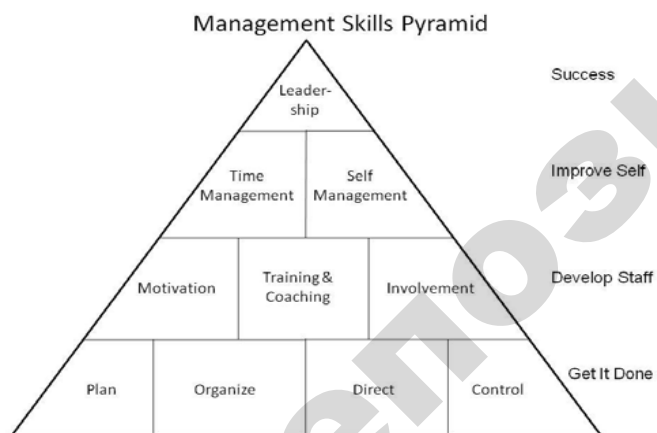 Management Skills Pyramid
Success
Leader-
ship
Improve Self
Time
Management
Self
Management
Develop Staff
Motivation
Training &
Coaching
Involvement
Get It Done
Plan
Organize
Direct
Control